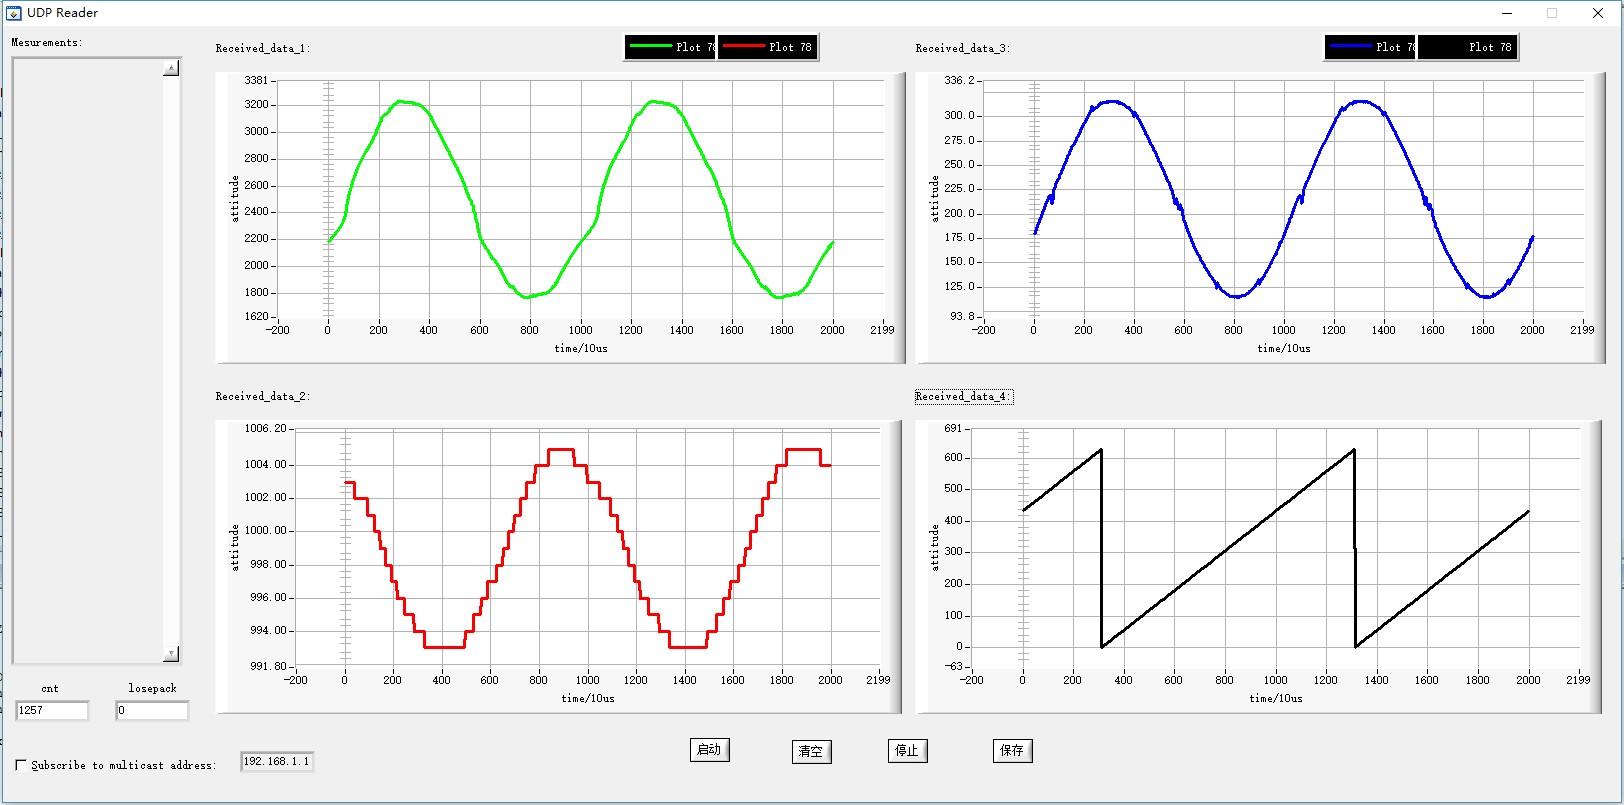 UDP Reader
Mesurements:
Received_data_1:
Plot 78
Plot 78
3381
3200
3000
2800
2600
2400
2200
2000
1800
1620
attitude
-200 0 200 400 600 800 1000 1200 1400 1600 1800 2000 2199
time/10us
Received_data_3:
Plot 78
Plot 78
336.2
300.0
275.0
250.0
225.0
200.0
175.0
150.0
125.0
93.8
attitude
-200 0 200 400 600 800 1000 1200 1400 1600 1800 2000 2199
time/10us
Received_data_2:
1006.20
1004.00
1002.00
1000.00
998.00
996.00
994.00
991.80
attitude
-200 0 200 400 600 800 1000 1200 1400 1600 1800 2000 2199
time/10us
Received_data_4:
691
600
500
400
300
200
100
0
-63
attitude
-200 0 200 400 600 800 1000 1200 1400 1600 1800 2000 2199
time/10us
cnt losepack
1257 0
启动 清空 停止 保存
Subscribe to multicast address: 192.168.1.1